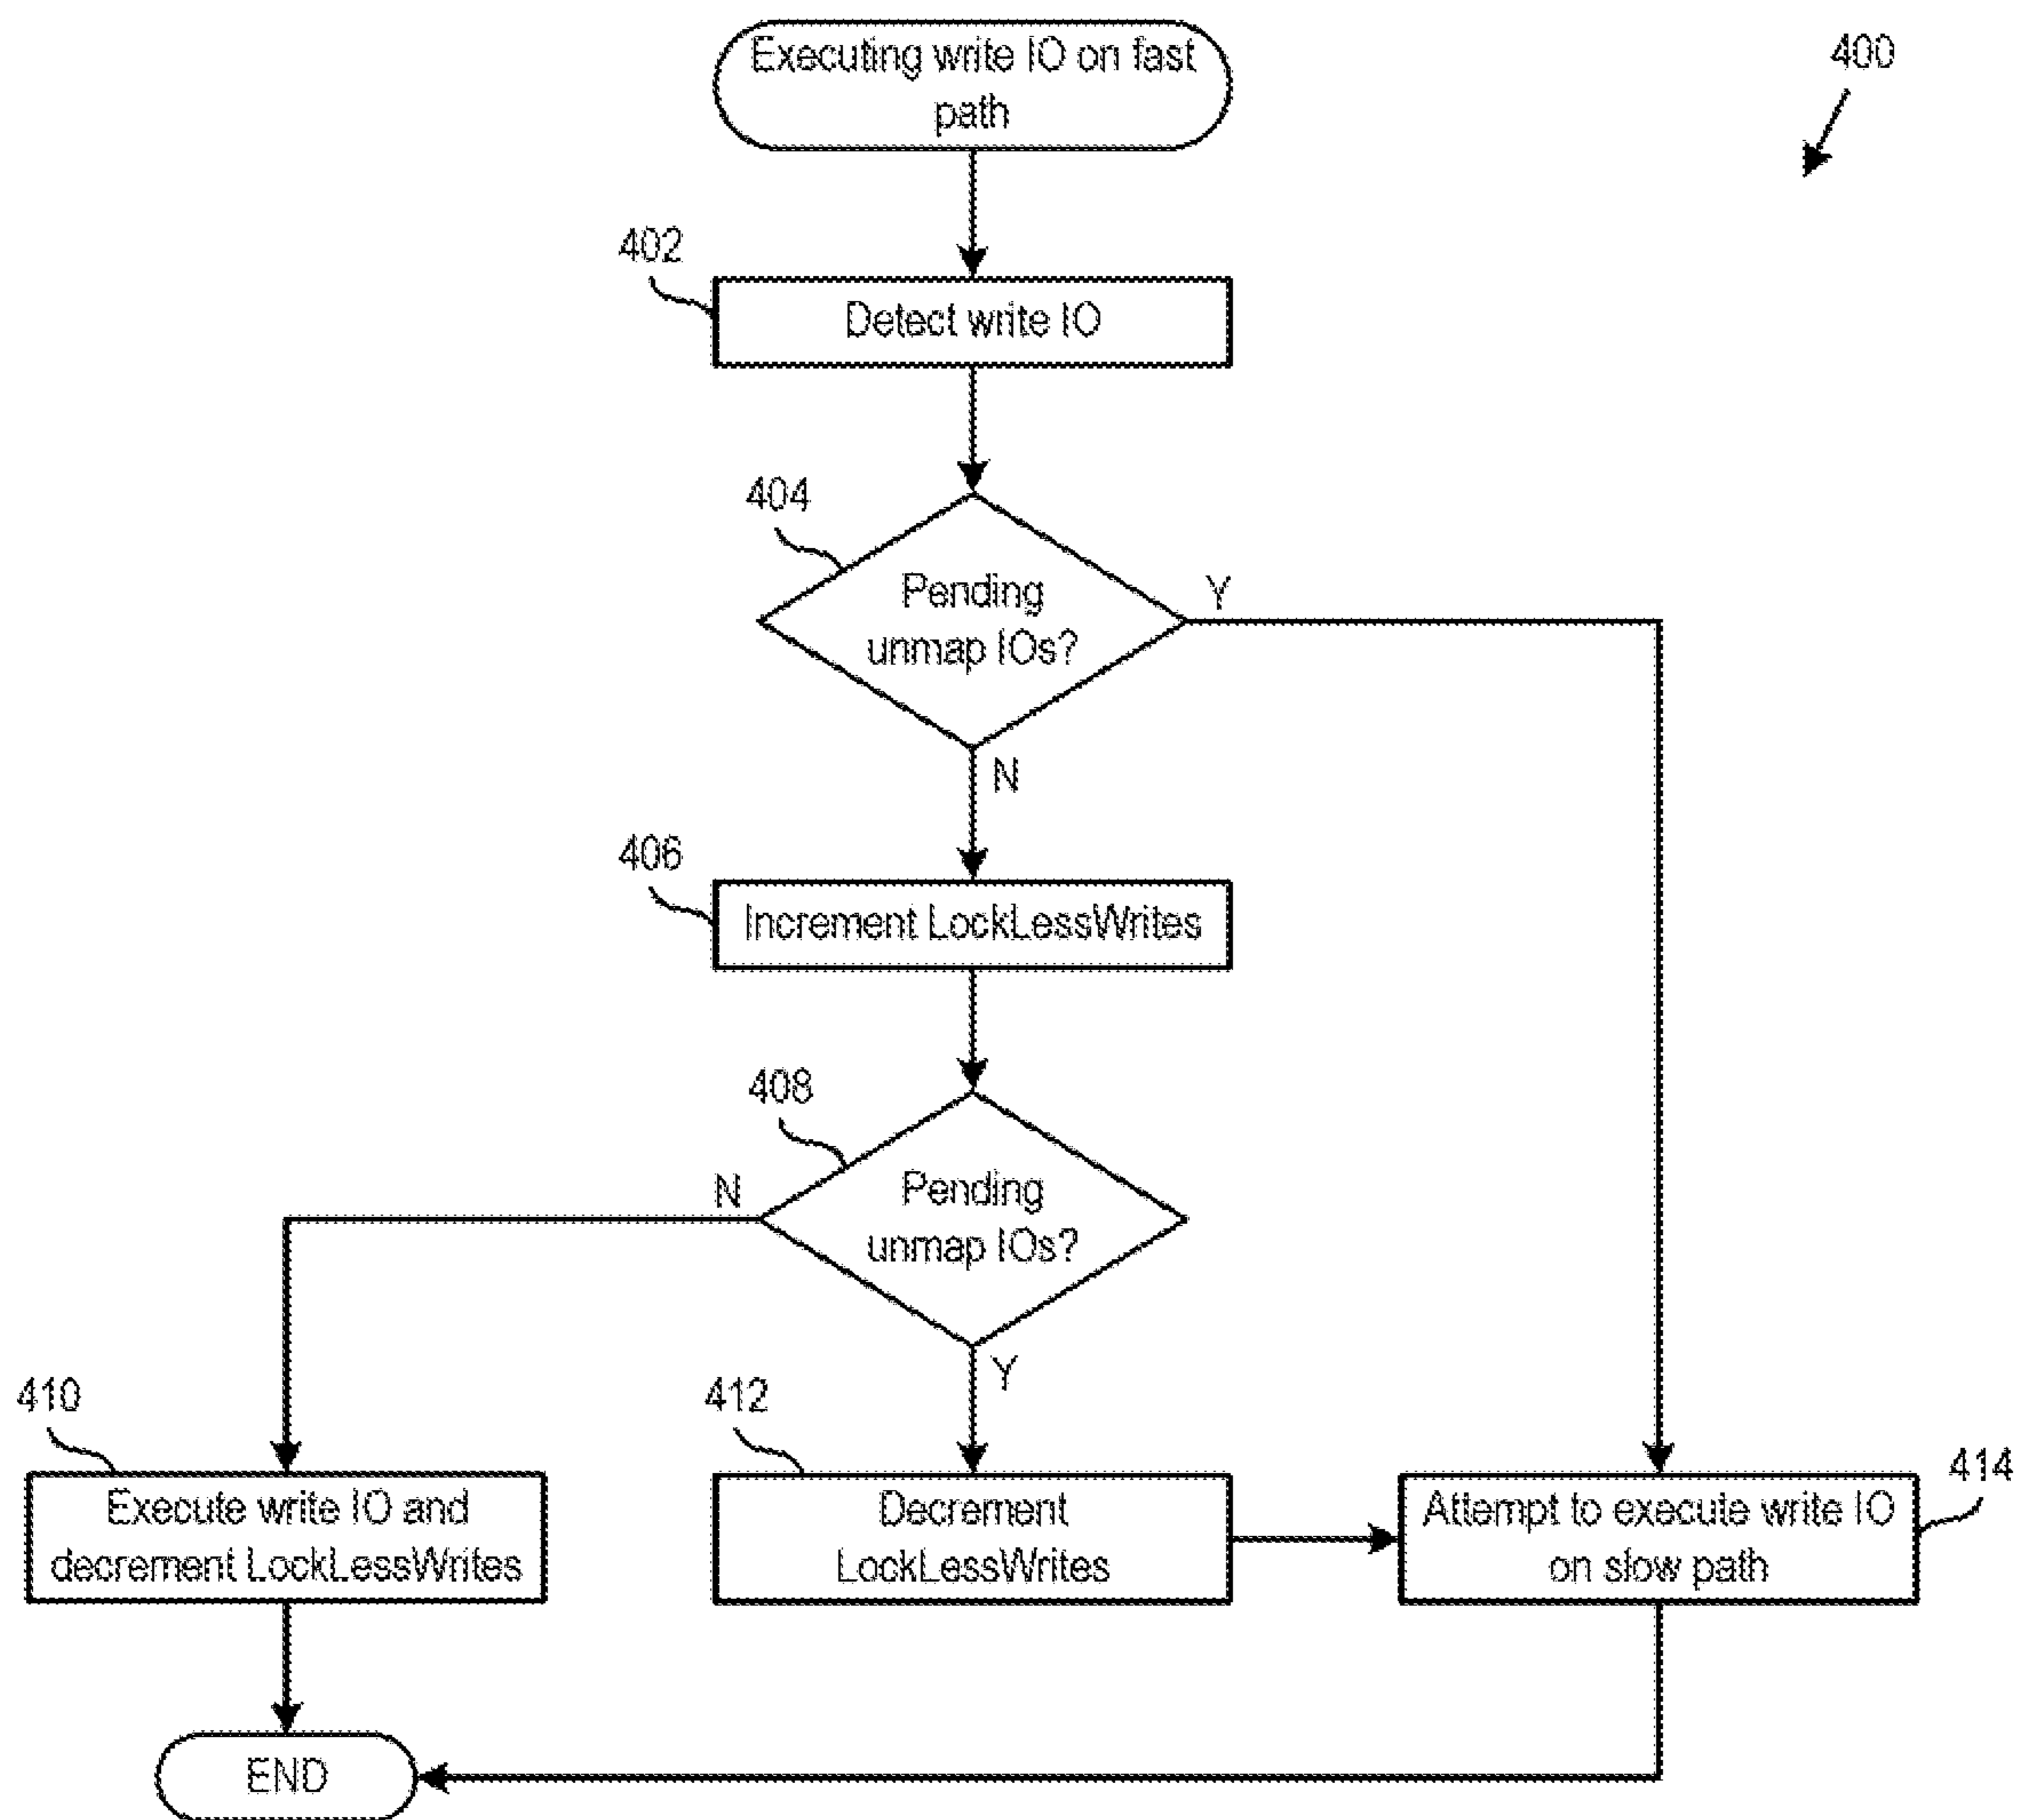 Executing write IO on fast
path
400
402
Detect write IO
404
Pending
unmap IOs?
Y
N
406
Increment LockLessWrites
408
Pending
unmap IOs?
N
Y
410
Execute write IO and
decrement LockLessWrites
412
Decrement
LockLessWrites
414
Attempt to execute write IO
on slow path
END